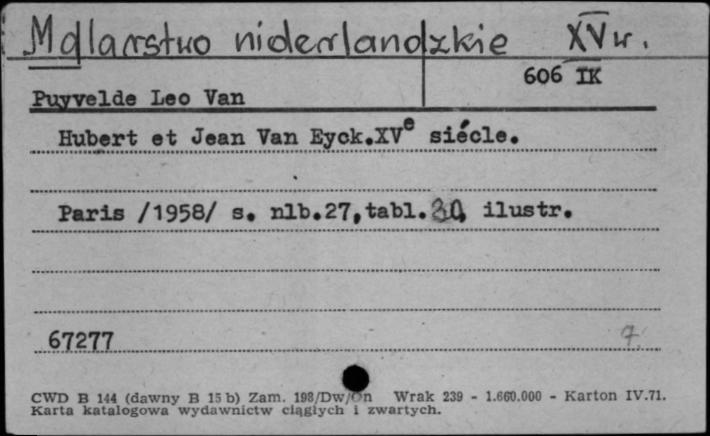 Malarstwo niderlandzkie XV w.
606 IK
Puyvelde Leo Van
Hubert et Jean Van Eyck.XVe siécle.
Paris /1958/ s. nlb.27,tabl.30, ilustr.
67277 7.
CWD B 144 (dawny B 15 b) Zam. 198/Dw/On Wrak 239 - 1.660.000 - Karton IV.71.
Karta katalogowa wydawnictw ciągłych i zwartych.